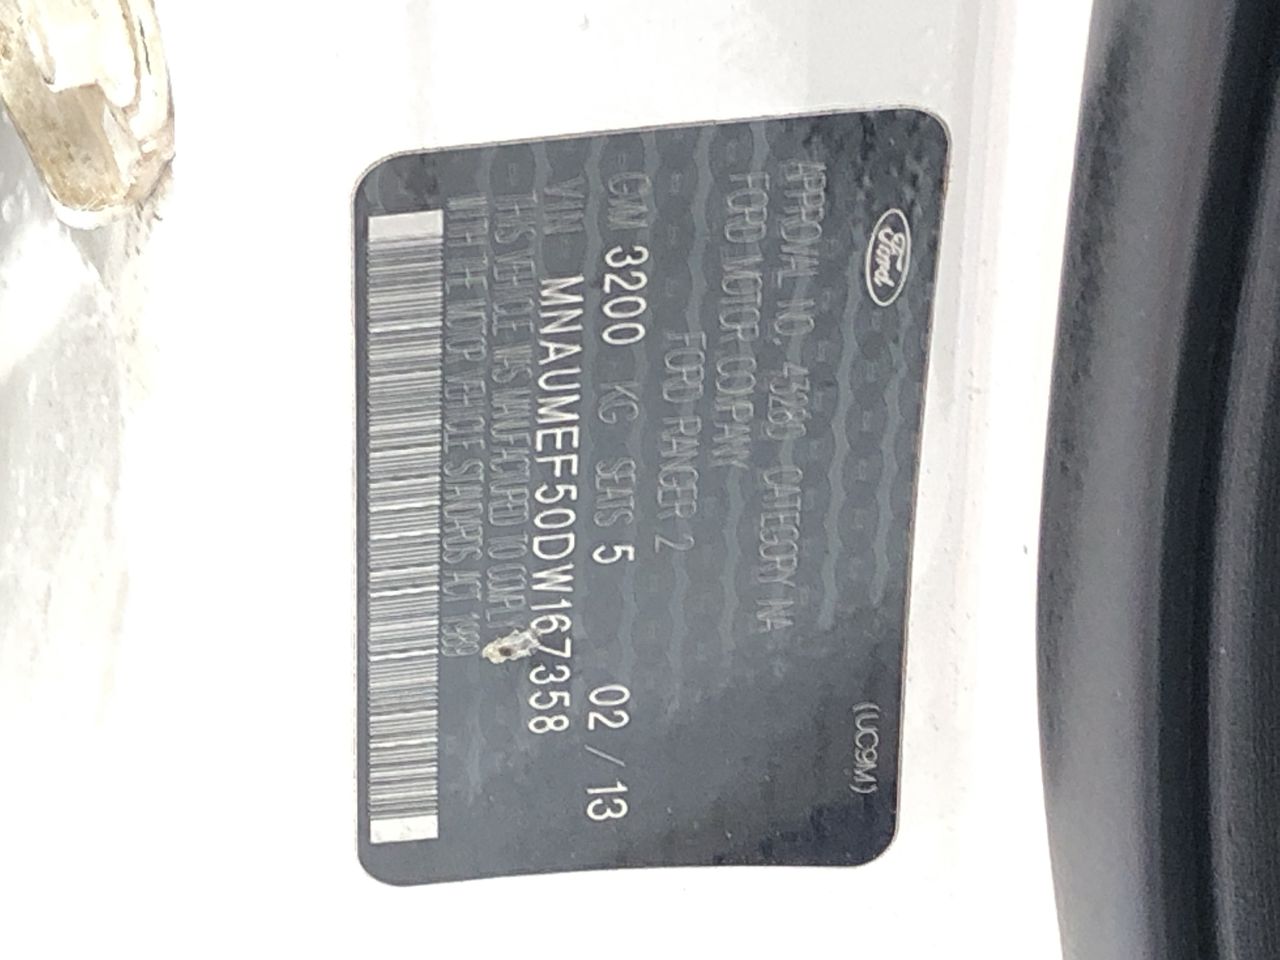 Ford
(UC9M)
APPROVAL NO. 43280 CATEGORY NA
FORD MOTOR COMPANY
FORD RANGER 2
GVM 3200 KG SEATS 5 02 / 13
VIN MNAUMEF50DW167358
THIS VEHICLE WAS MANUFACTURED TO COMPLY
WITH THE MOTOR VEHICLE STANDARDS ACT 1989